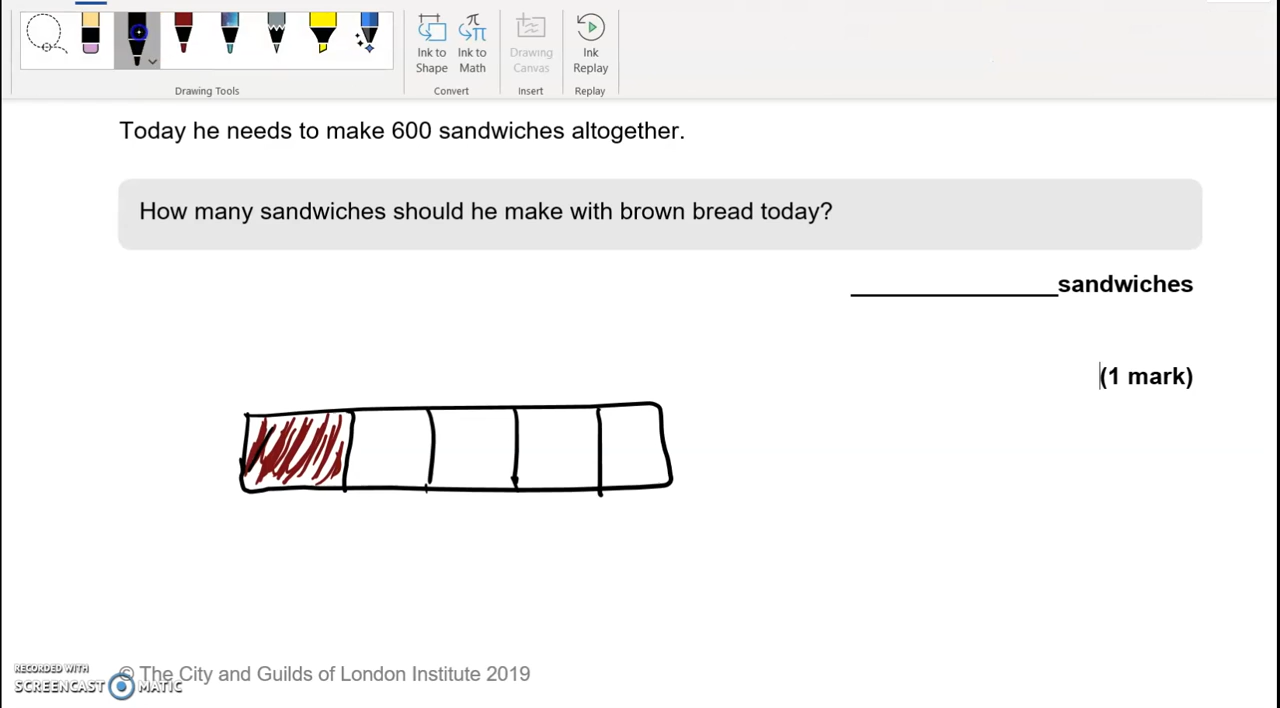 Ink to Shape
Ink to Math
Drawing Canvas
Ink Replay
Drawing Tools
Convert
Insert
Replay
Today he needs to make 600 sandwiches altogether.
How many sandwiches should he make with brown bread today?
_______________sandwiches
(1 mark)
© The City and Guilds of London Institute 2019
RECORDED WITH
SCREENCAST MATIC